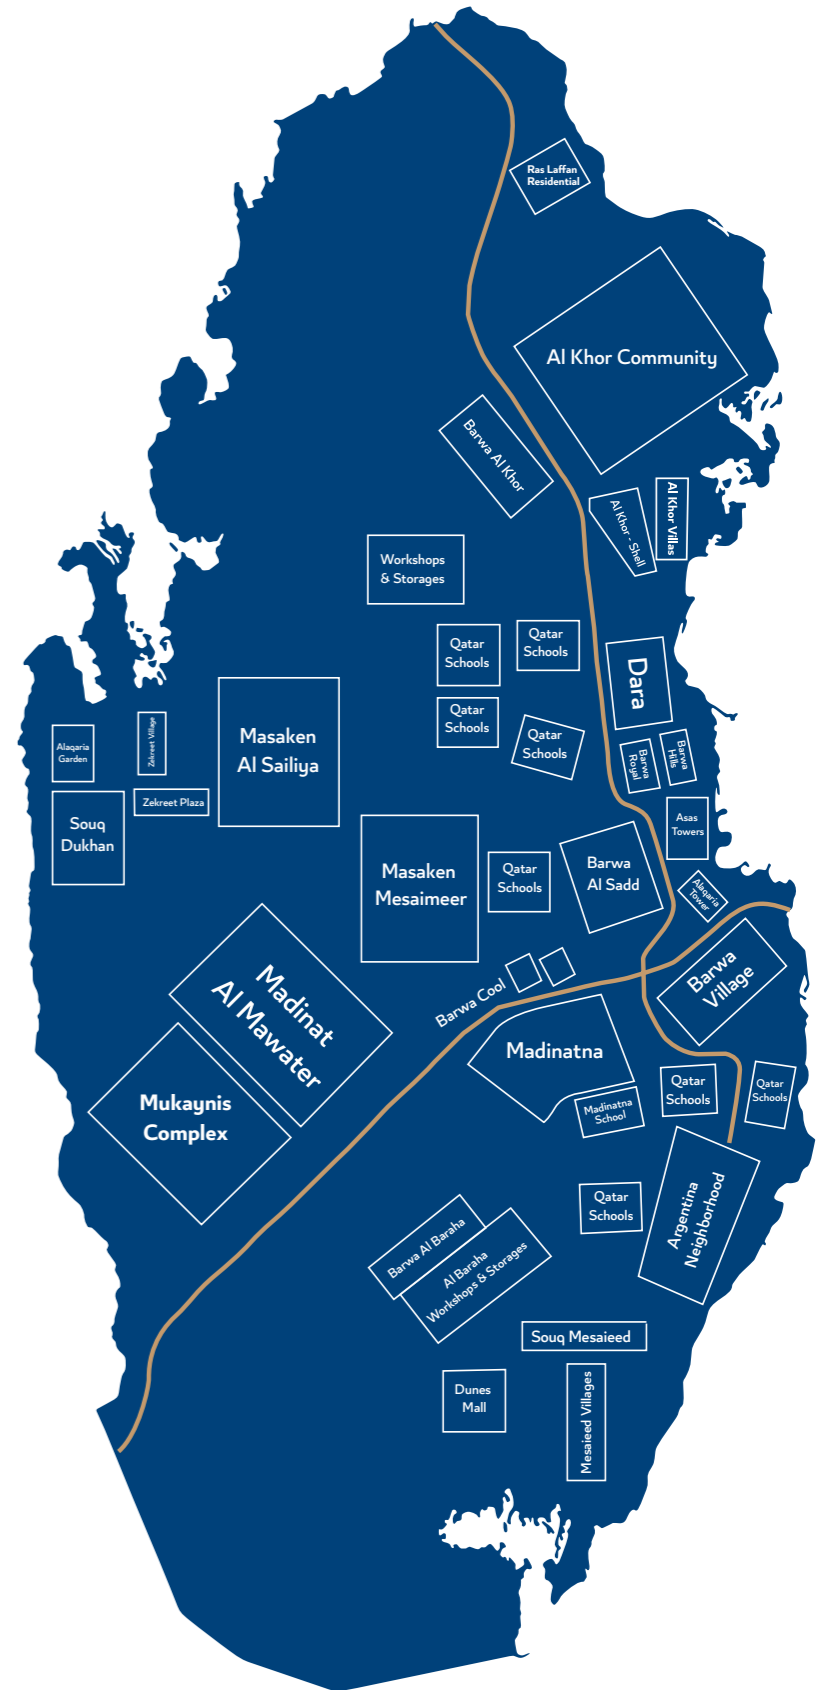 Ras Laffan
Residential
Al Khor Community
Barwa Al Khor
Al Khor - Shell
Al Khor Villas
Workshops
& Storages
Qatar
Schools
Qatar
Schools
Dara
Qatar
Schools
Qatar
Schools
Barwa
Royal
Barwa
Hills
Alaqaria
Garden
Zekreet Village
Masaken
Al Sailiya
Zekreet Plaza
Souq
Dukhan
Asas
Towers
Masaken
Mesaimeer
Qatar
Schools
Barwa
Al Sadd
Alaqaria
Tower
Barwa
Village
Barwa Cool
Madinat
Al Mawater
Mukaynis
Complex
Madinatna
Madinatna
School
Qatar
Schools
Qatar
Schools
Qatar
Schools
Argentina
Neighborhood
Barwa Al Baraha
Al Baraha
Workshops & Storages
Souq Mesaieed
Dunes
Mall
Mesaieed Villages